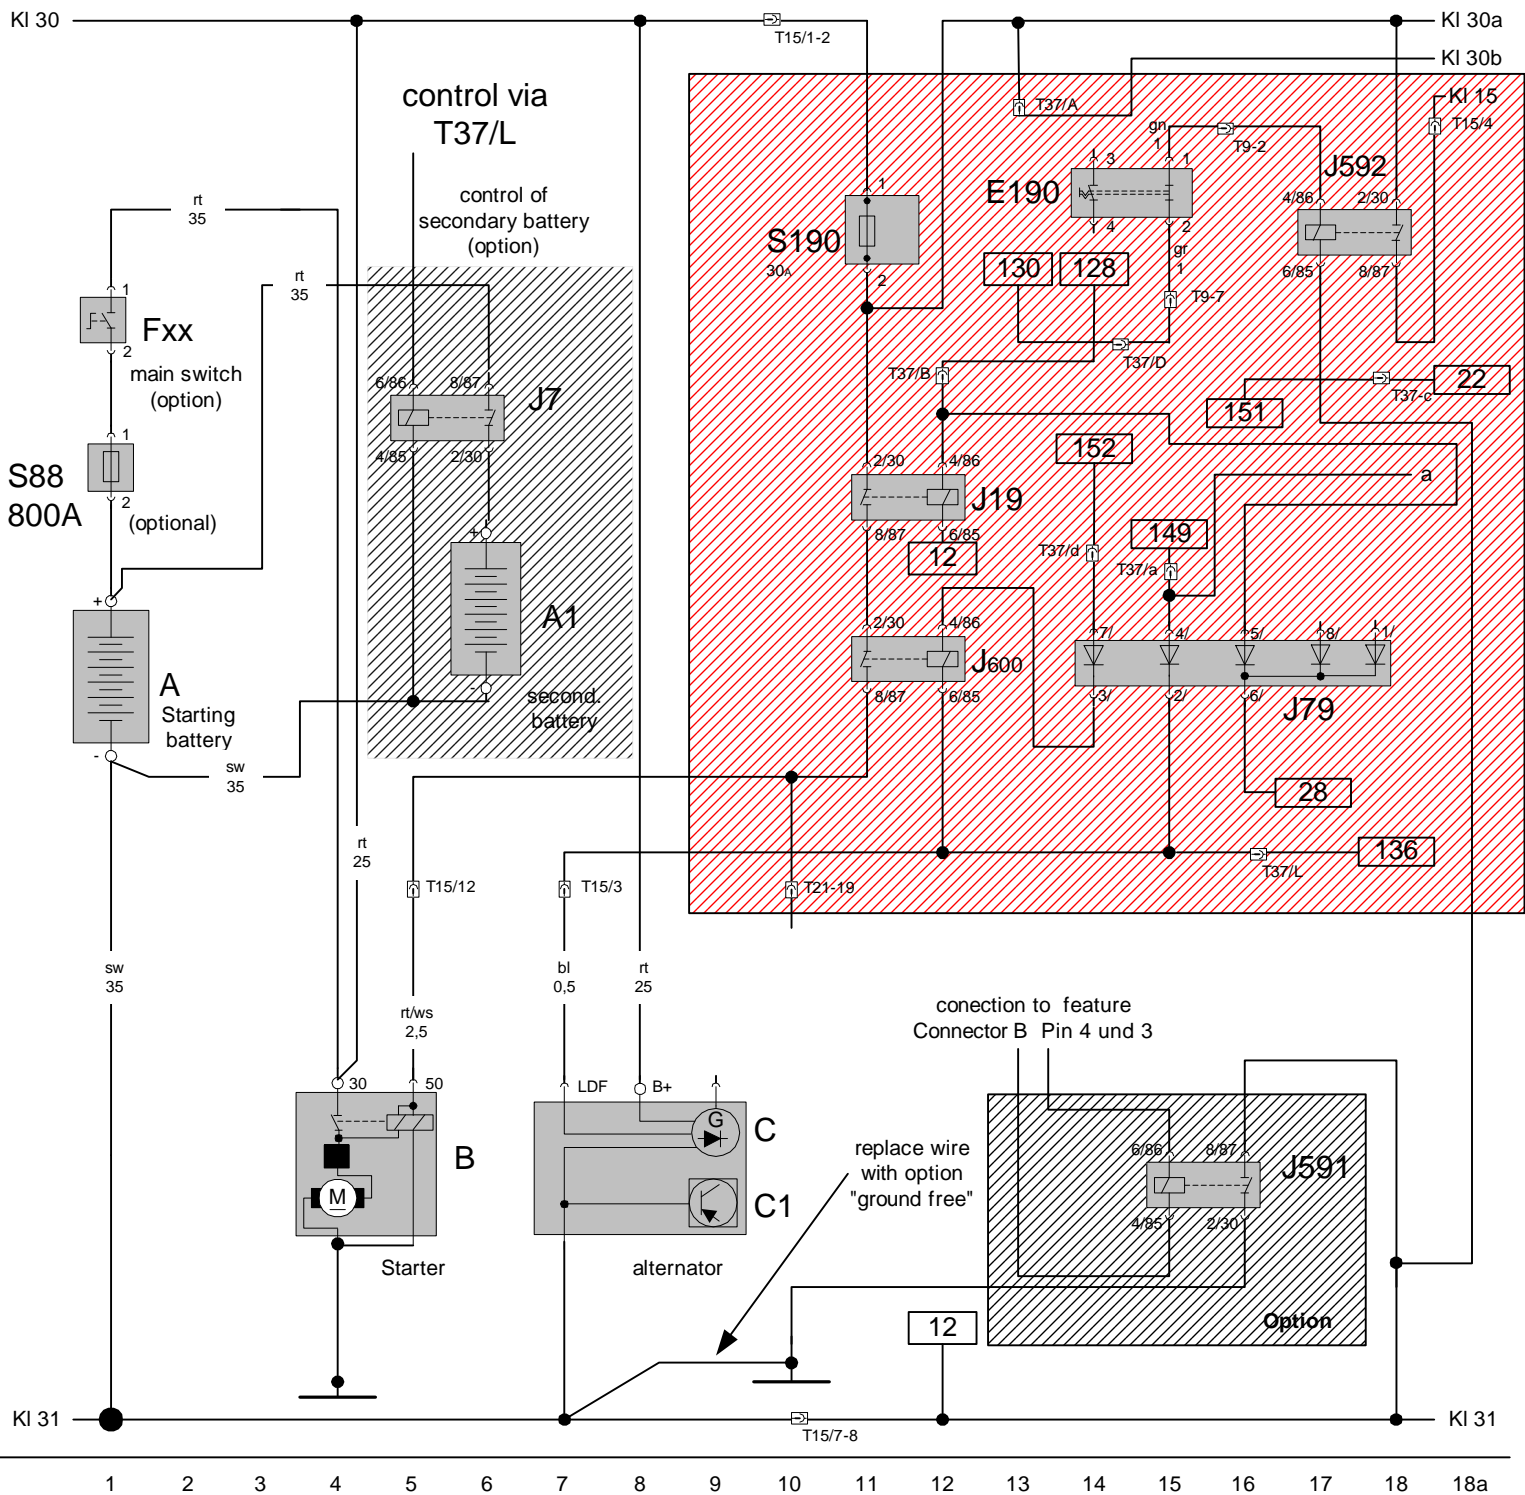 Kl 30
T15/1-2
Kl 30a
Kl 30b
Kl 15
T15/4
control via
T37/L
control of
secondary battery
(option)
T37/A
gn
1
T9-2
3
1
E190
4
2
gr
1
T9-7
J592
4/86
2/30
6/85
8/87
1
S190
30A
2
130
128
T37/D
T37/B
rt
35
rt
35
1
Fxx
2
main switch
(option)
1
S88
800A
2
(optional)
6/86
8/87
J7
4/85
2/30
+
A1
-
second.
battery
+
A
Starting
battery
-
sw
35
T37-c
22
151
152
2/30
4/86
J19
8/87
6/85
12
a
T37/d
149
T37/a
2/30
4/86
J600
8/87
6/85
7/
4/
5/
8/
1/
3/
2/
6/
J79
28
136
T37/L
rt
25
T15/12
T15/3
T21-19
sw
35
rt/ws
2,5
bl
0,5
rt
25
conection to feature
Connector B Pin 4 und 3
30
50
B
M
Starter
LDF
B+
G
C
C1
alternator
replace wire
with option
"ground free"
6/86
8/87
J591
4/85
2/30
Option
12
Kl 31
T15/7-8
Kl 31
1 2 3 4 5 6 7 8 9 10 11 12 13 14 15 16 17 18 18a